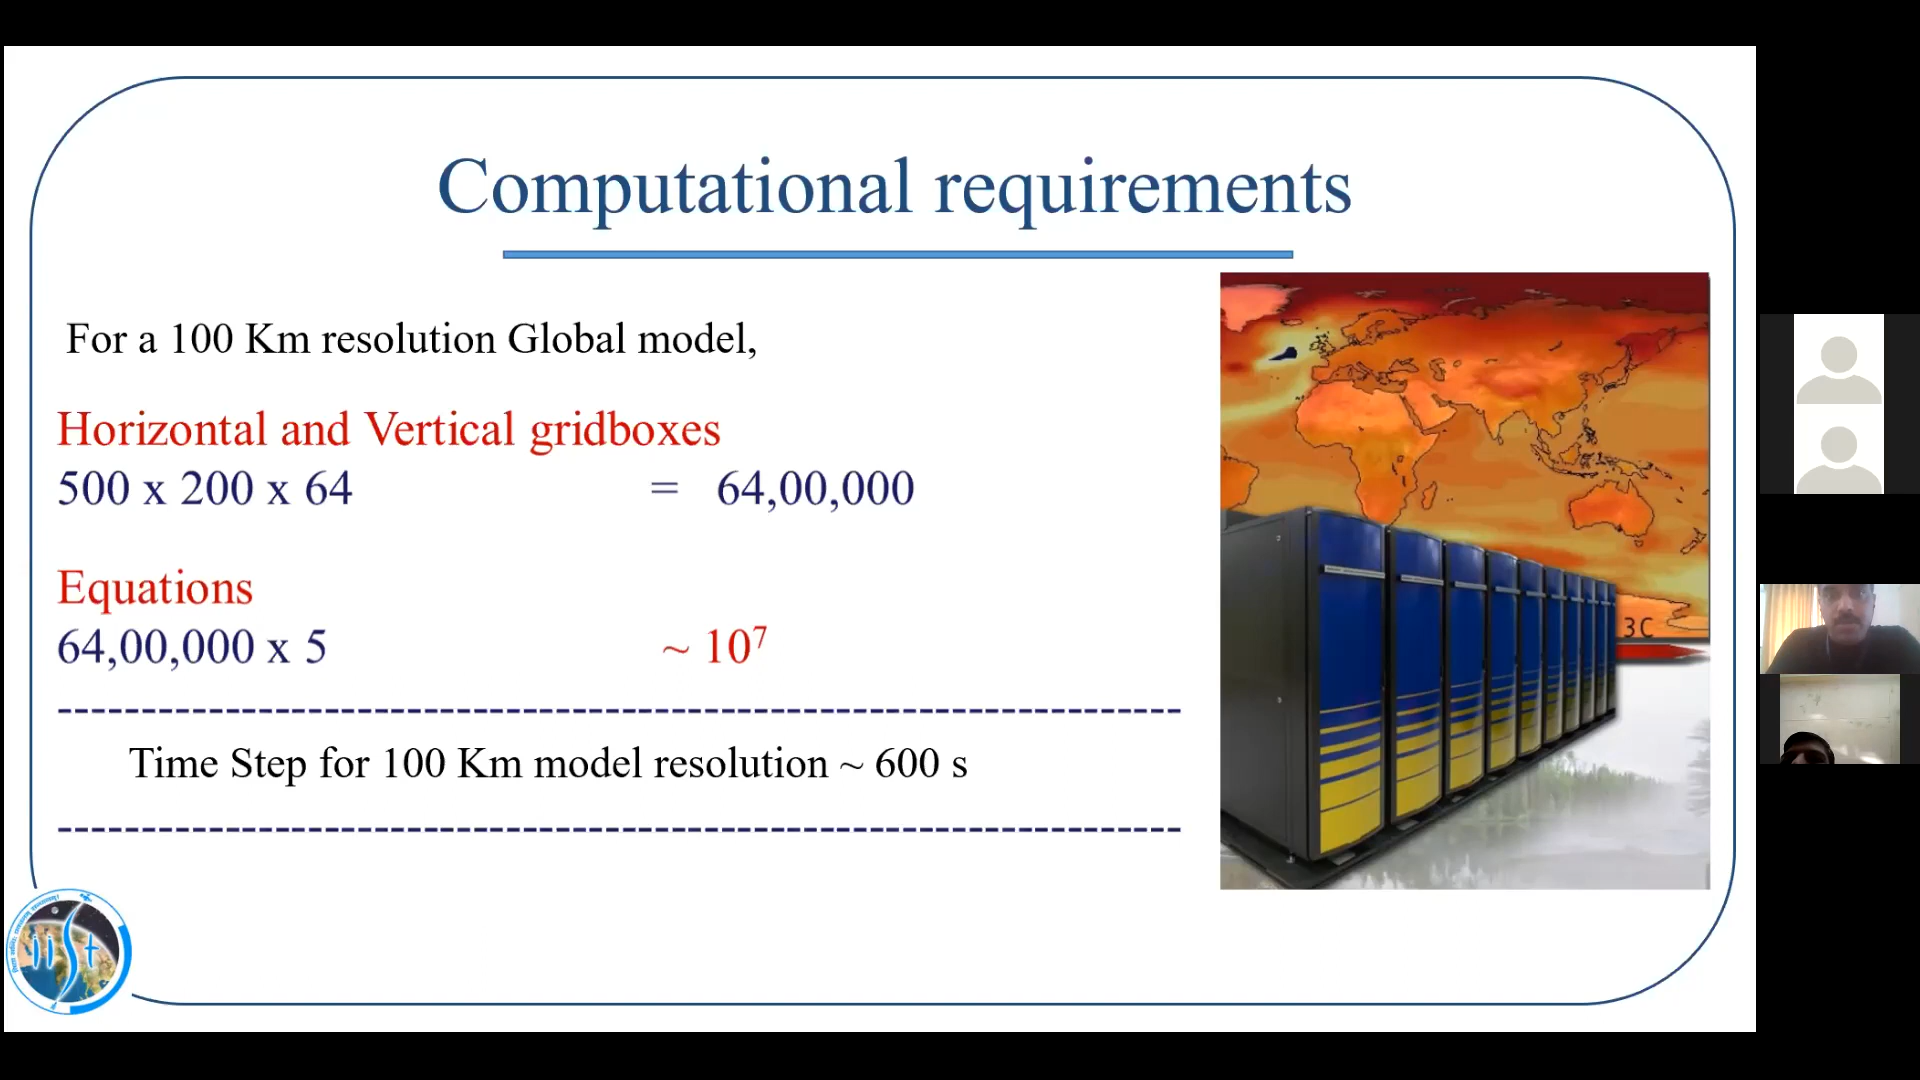 Computational requirements
For a 100 Km resolution Global model,
Horizontal and Vertical gridboxes
500 x 200 x 64 = 64,00,000
Equations
64,00,000 x 5 ~ 10⁷
Time Step for 100 Km model resolution ~ 600 s
3C
iist